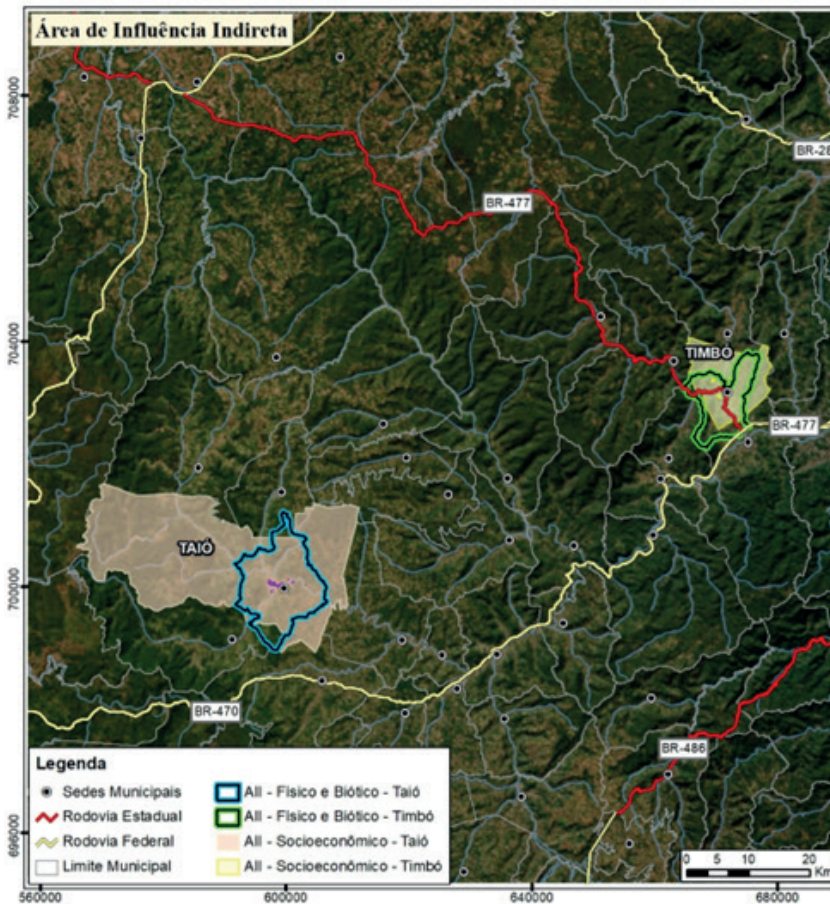 Área de Influência Indireta
708000
BR-28
BR-477
704000
TIMBÓ
BR-477
TAIÓ
700000
BR-470
BR-486
Legenda
Sedes Municipais
Rodovia Estadual
Rodovia Federal
Limite Municipal
AII - Físico e Biótico - Taió
AII - Físico e Biótico - Timbó
AII - Socioeconômico - Taió
AII - Socioeconômico - Timbó
696000
0 5 10 20
Km
560000 600000 640000 680000